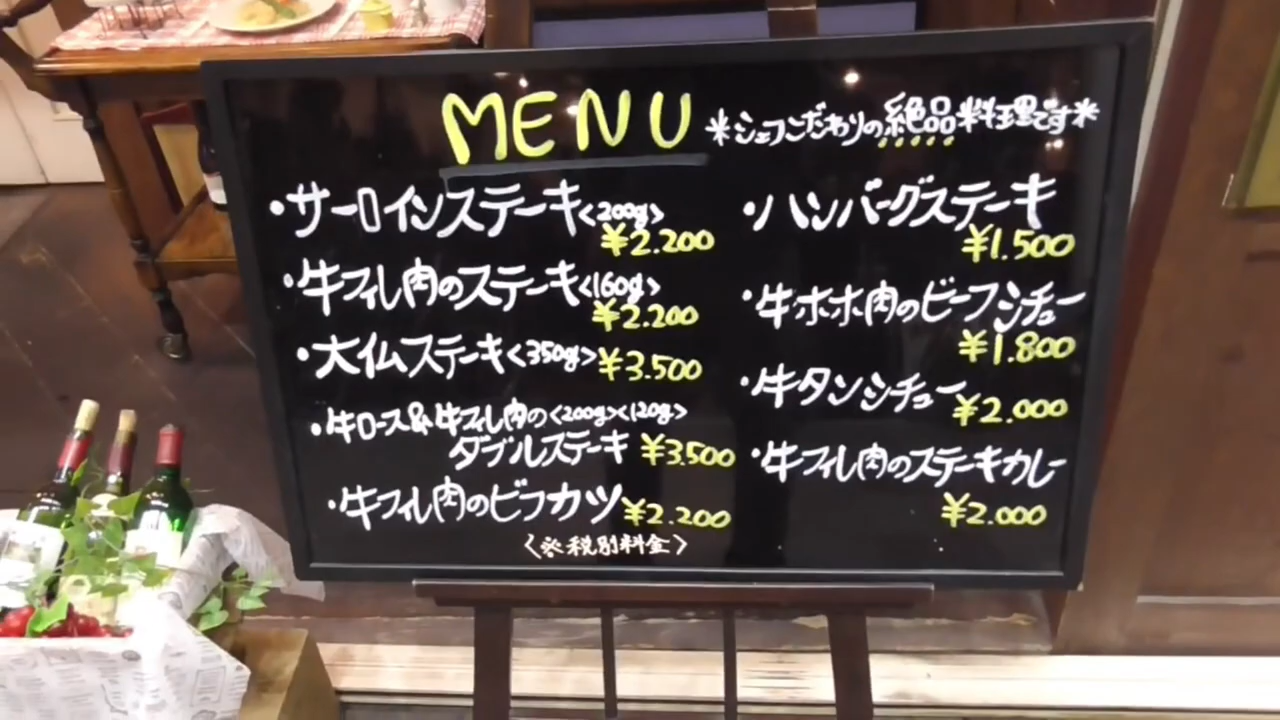 MENU
*シェフこだわりの絶品料理です*
・サーロインステーキ<200g>
¥2.200
・牛フィレ肉のステーキ<160g>
¥2.200
・大仏ステーキ<350g>¥3.500
・牛ロース&牛フィレ肉の<200g><120g>
ダブルステーキ ¥3.500
・牛フィレ肉のビフカツ¥2.200
〈※税別料金〉
・ハンバーグステーキ
¥1.500
・牛ホホ肉のビーフシチュー
¥1.800
・牛タンシチュー
¥2.000
・牛フィレ肉のステーキカレー
¥2.000